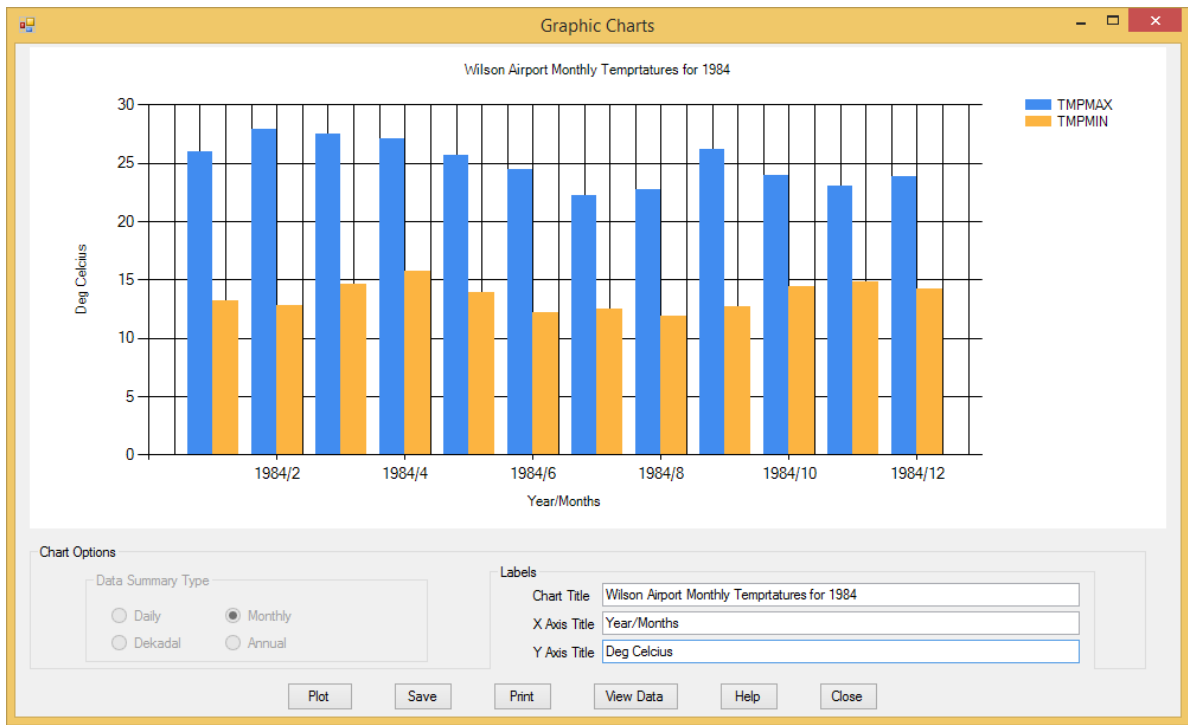 Graphic Charts
Wilson Airport Monthly Temprtatures for 1984
TMPMAX
TMPMIN
30
25
20
15
10
5
0
Deg Celcius
1984/2 1984/4 1984/6 1984/8 1984/10 1984/12
Year/Months
Chart Options
Data Summary Type
Daily Monthly
Dekadal Annual
Labels
Chart Title Wilson Airport Monthly Temprtatures for 1984
X Axis Title Year/Months
Y Axis Title Deg Celcius
Plot Save Print View Data Help Close